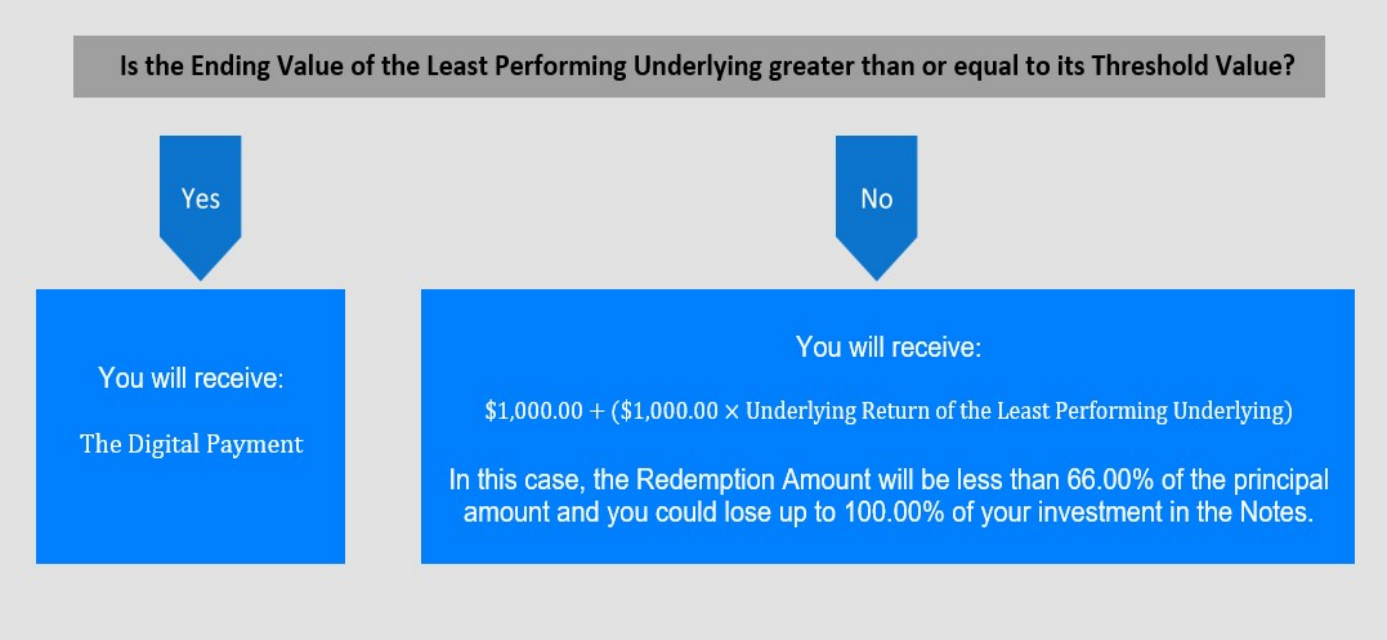 Is the Ending Value of the Least Performing Underlying greater than or equal to its Threshold Value?
Yes
No
You will receive:
The Digital Payment
You will receive:
$1,000.00 + ($1,000.00 × Underlying Return of the Least Performing Underlying)
In this case, the Redemption Amount will be less than 66.00% of the principal
amount and you could lose up to 100.00% of your investment in the Notes.